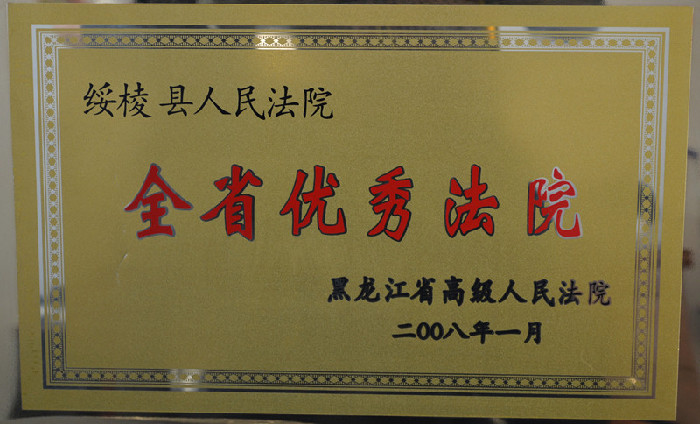 绥棱县人民法院
全省优秀法院
黑龙江省高级人民法院
二00八年一月